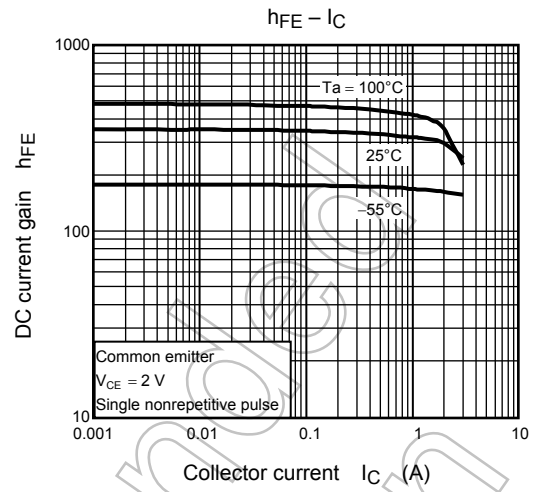 hFE – IC
1000
100
10
DC current gain hFE
Ta = 100°C
25°C
−55°C
Common emitter
VCE = 2 V
Single nonrepetitive pulse
0.001
0.01
0.1
1
10
Collector current IC (A)